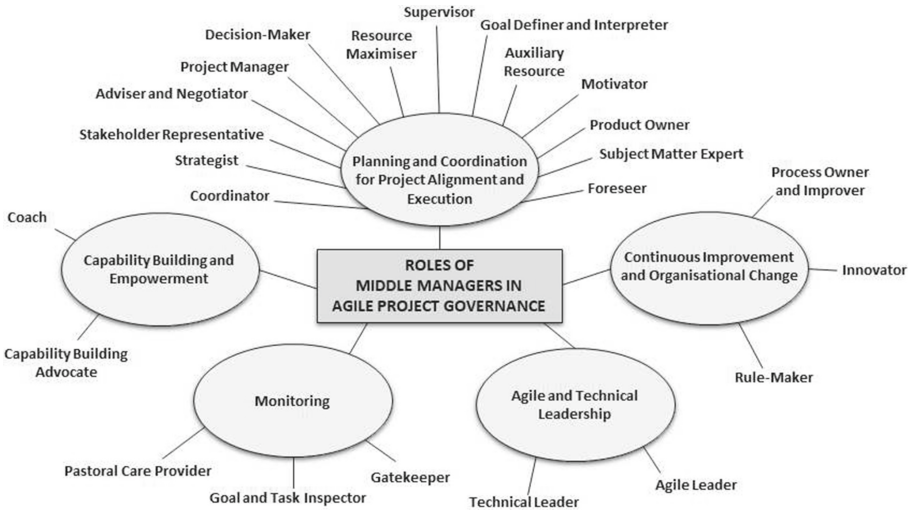 Supervisor
Goal Definer and Interpreter
Decision-Maker
Resource
Maximiser
Auxiliary
Resource
Project Manager
Motivator
Adviser and Negotiator
Product Owner
Stakeholder Representative
Subject Matter Expert
Strategist
Foreseer
Coordinator
Planning and Coordination
for Project Alignment and
Execution
Process Owner
and Improver
Coach
Capability Building and
Empowerment
ROLES OF
MIDDLE MANAGERS IN
AGILE PROJECT GOVERNANCE
Continuous Improvement
and Organisational Change
Innovator
Capability Building
Advocate
Rule-Maker
Monitoring
Agile and Technical
Leadership
Pastoral Care Provider
Goal and Task Inspector
Gatekeeper
Technical Leader
Agile Leader